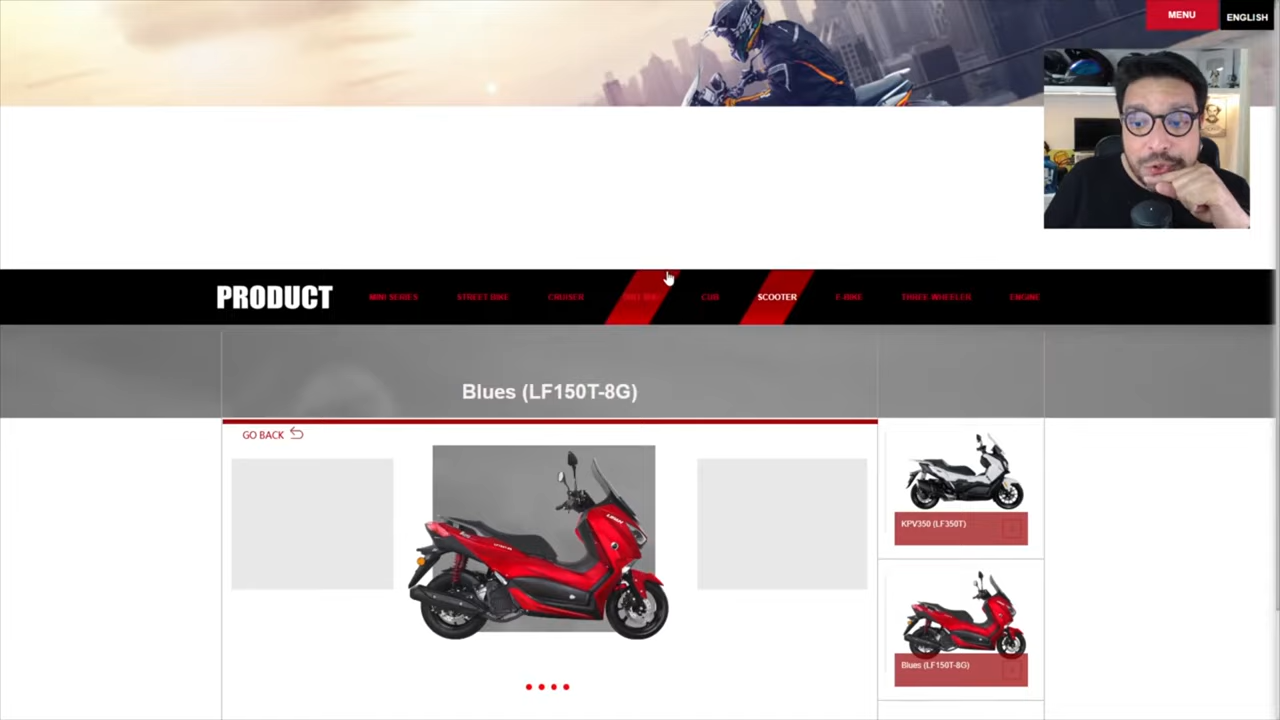 MENU
ENGLISH
PRODUCT
MINI SERIES
STREET BIKE
CRUISER
DIRT BIKE
CUB
SCOOTER
E-BIKE
THREE WHEELER
ENGINE
Blues (LF150T-8G)
GO BACK
KPV350 (LF350T)
Blues (LF150T-8G)